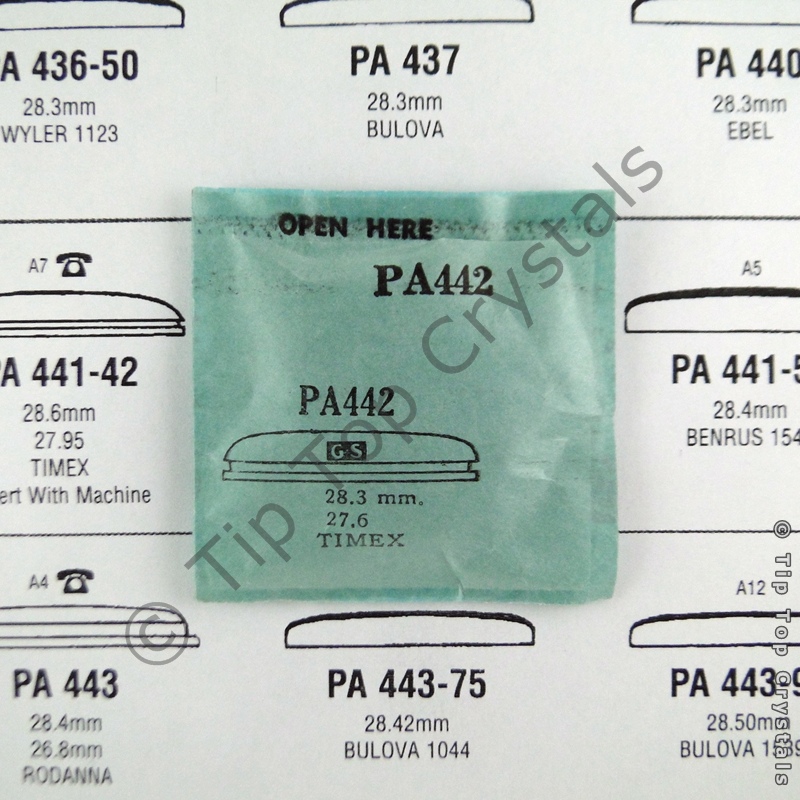 PA 436-50
28.3mm
WYLER 1123
PA 437
28.3mm
BULOVA
PA 440
28.3mm
EBEL
OPEN HERE
PA442
PA442
G-S
28.3 mm.
27.6
TIMEX
A7
PA 441-42
28.6mm
27.95
TIMEX
ert With Machine
A5
PA 441-5
28.4mm
BENRUS 154
A4
PA 443
28.4mm
26.8mm
RODANNA
PA 443-75
28.42mm
BULOVA 1044
A12
PA 443-9
28.50mm
BULOVA
© Tip Top Crystals
© Tip Top Crystals